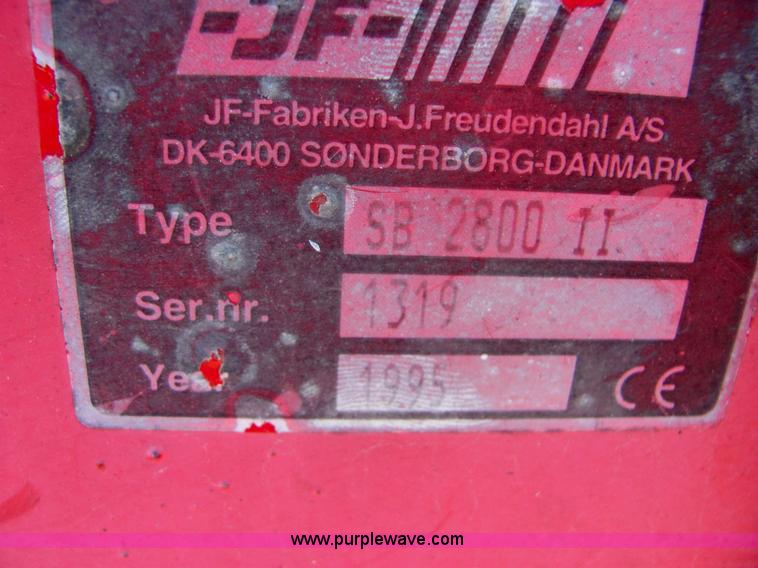 -JF-
JF-Fabriken-J.Freudendahl A/S
DK-6400 SØNDERBORG-DANMARK
Type SB 2800 II
Ser.nr. 1319
1995 CE
www.purplewave.com